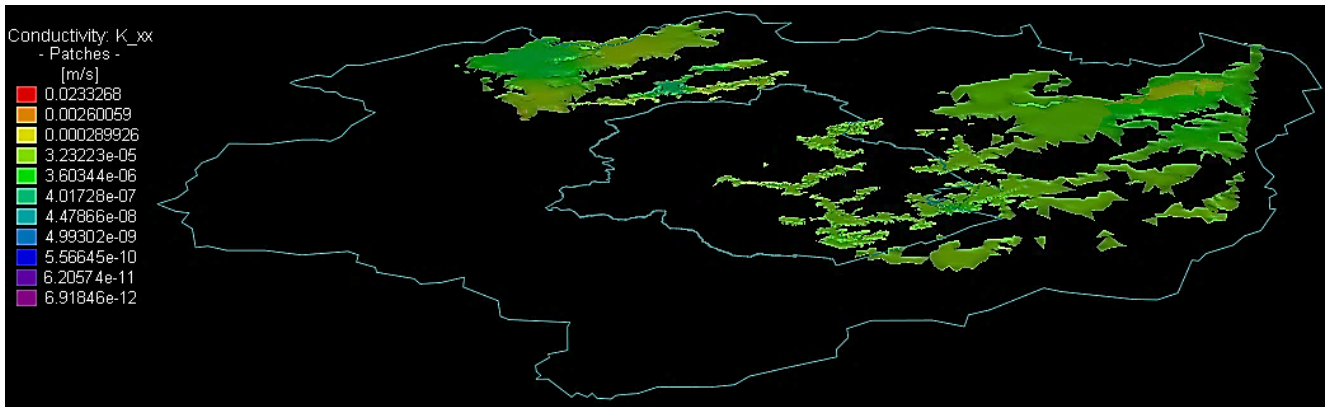 Conductivity: K_xx
- Patches -
[m/s]
0.0233268
0.00260059
0.000289926
3.23223e-05
3.60344e-06
4.01728e-07
4.47866e-08
4.99302e-09
5.56645e-10
6.20574e-11
6.91846e-12